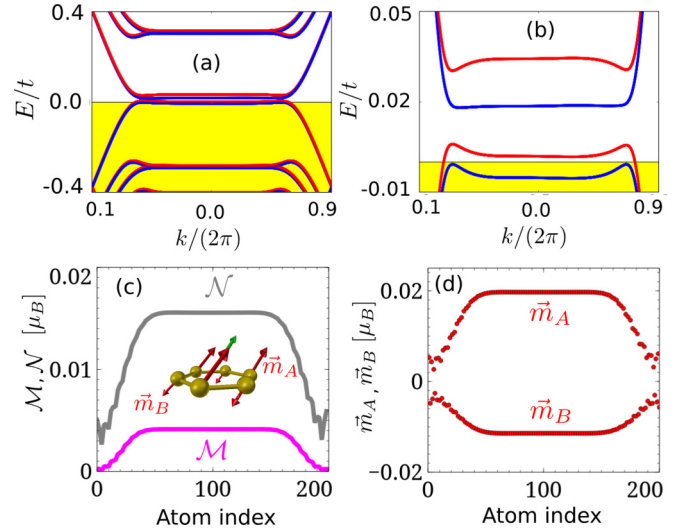 0.4
(a)
E/t
0.0
-0.4
0.1
0.0
0.9
k/(2π)
0.05
(b)
E/t
0.02
-0.01
0.1
0.0
0.9
k/(2π)
0.02
(c)
𝒩
ℳ, 𝒩 [μ_B]
0.01
m⃗_A
m⃗_B
ℳ
0
0
100
200
Atom index
(d)
0.02
m⃗_A
m⃗_A, m⃗_B [μ_B]
0
m⃗_B
−0.02
0
100
200
Atom index